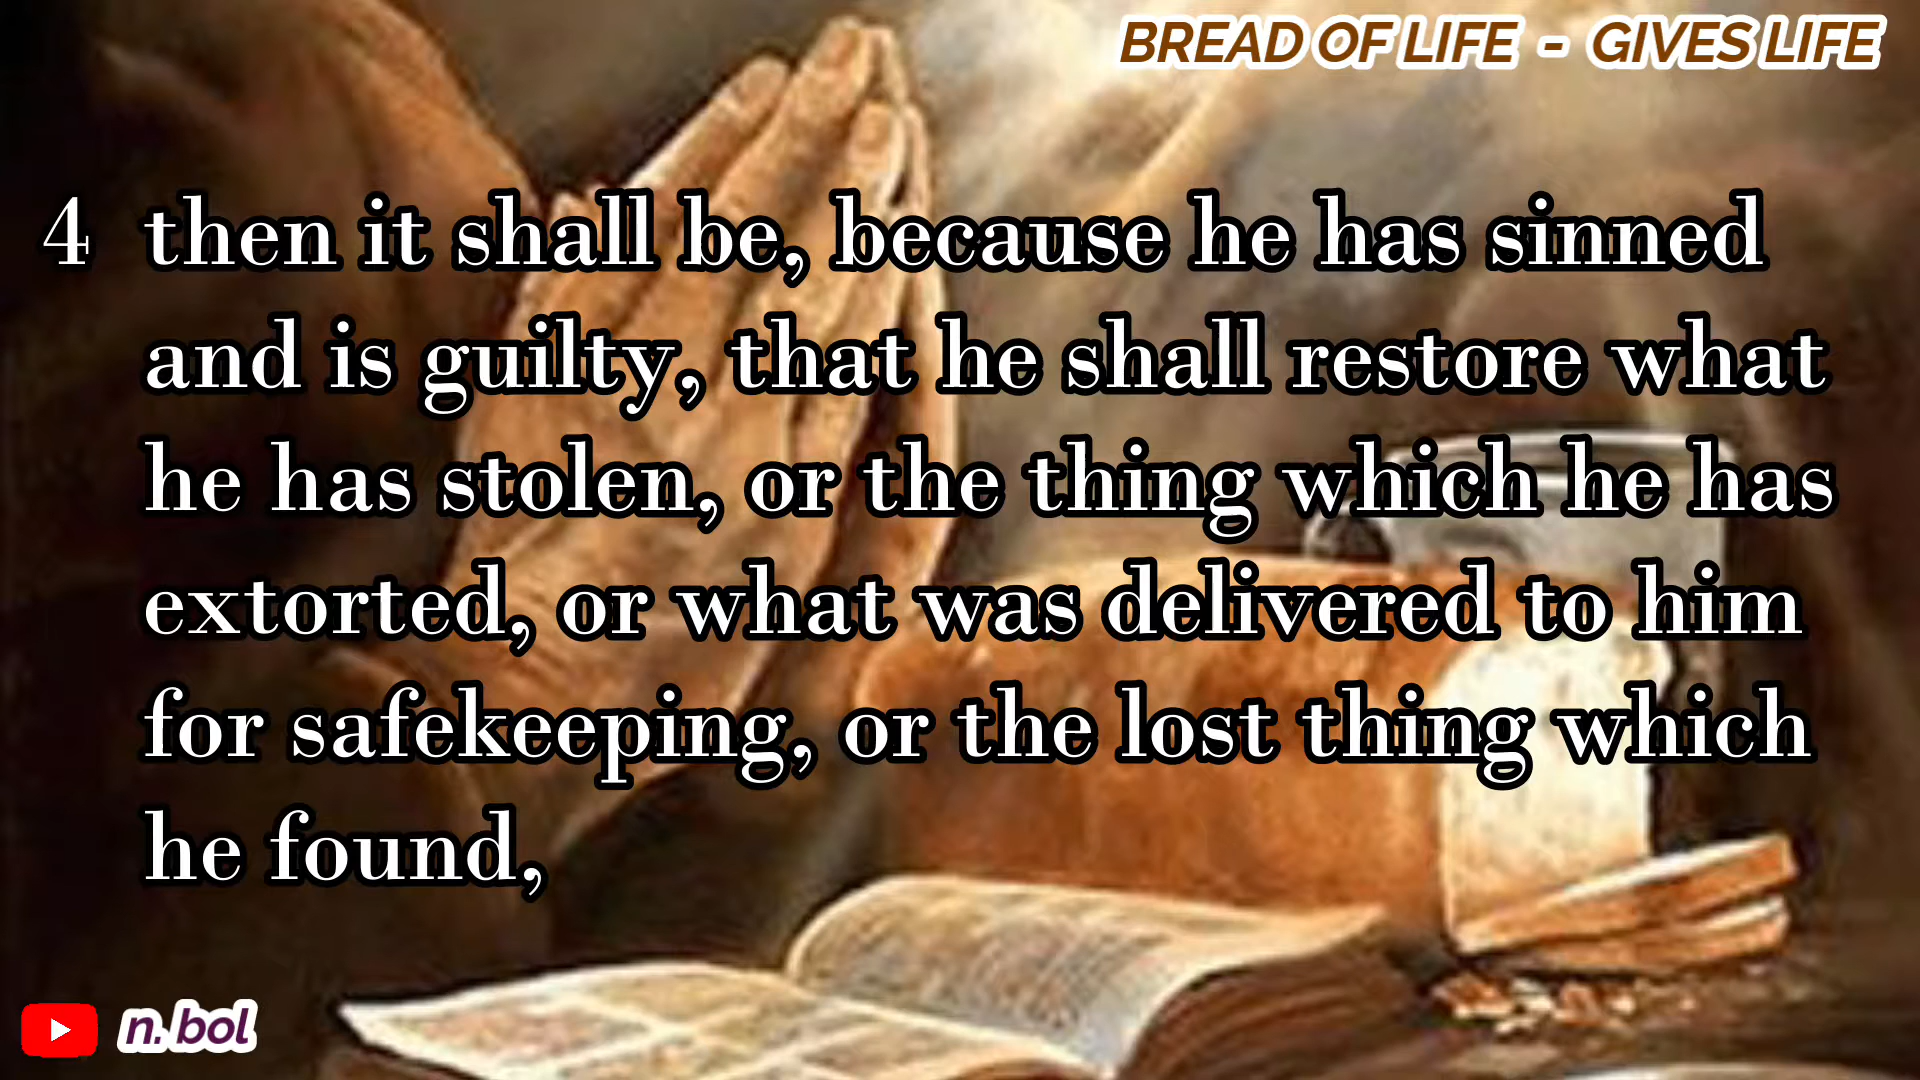 BREAD OF LIFE - GIVES LIFE
4 then it shall be, because he has sinned
and is guilty, that he shall restore what
he has stolen, or the thing which he has
extorted, or what was delivered to him
for safekeeping, or the lost thing which
he found,
n. bol